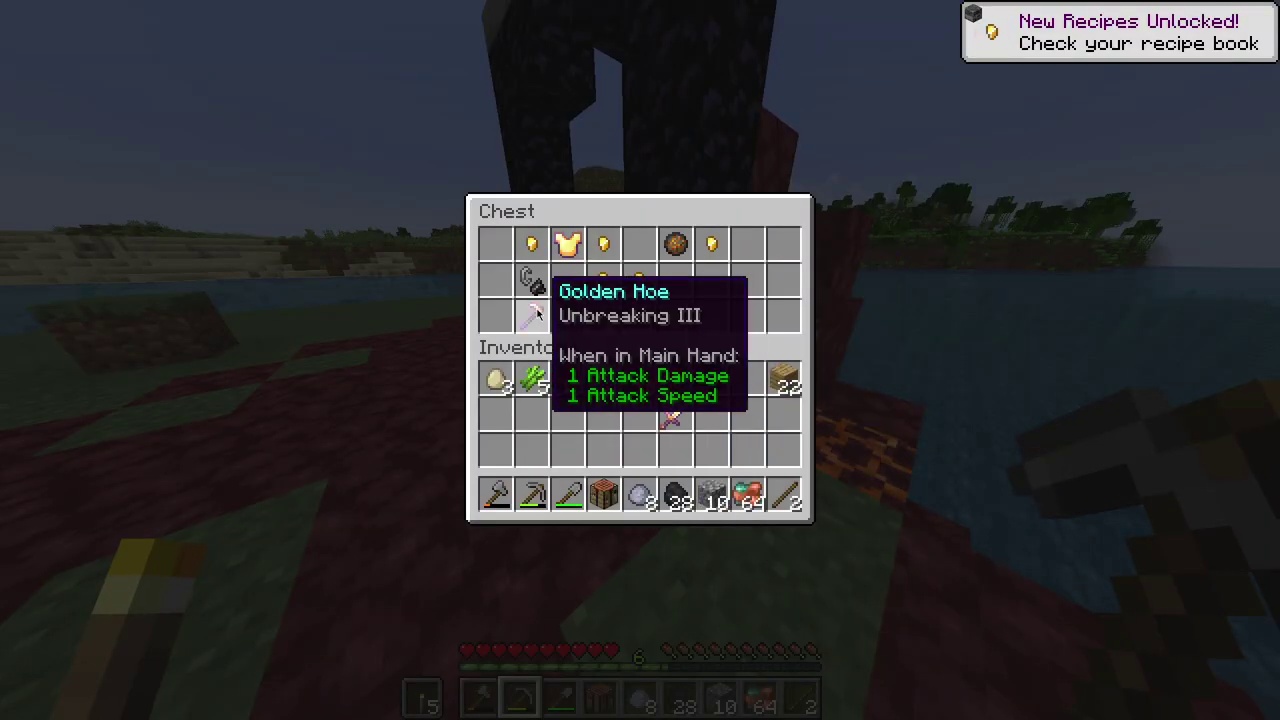 New Recipes Unlocked!
Check your recipe book
Chest
Golden Hoe
Unbreaking III
When in Main Hand:
1 Attack Damage
1 Attack Speed
Invento
3
5
22
8
28
10
64
2
6
5
8
28
10
64
2